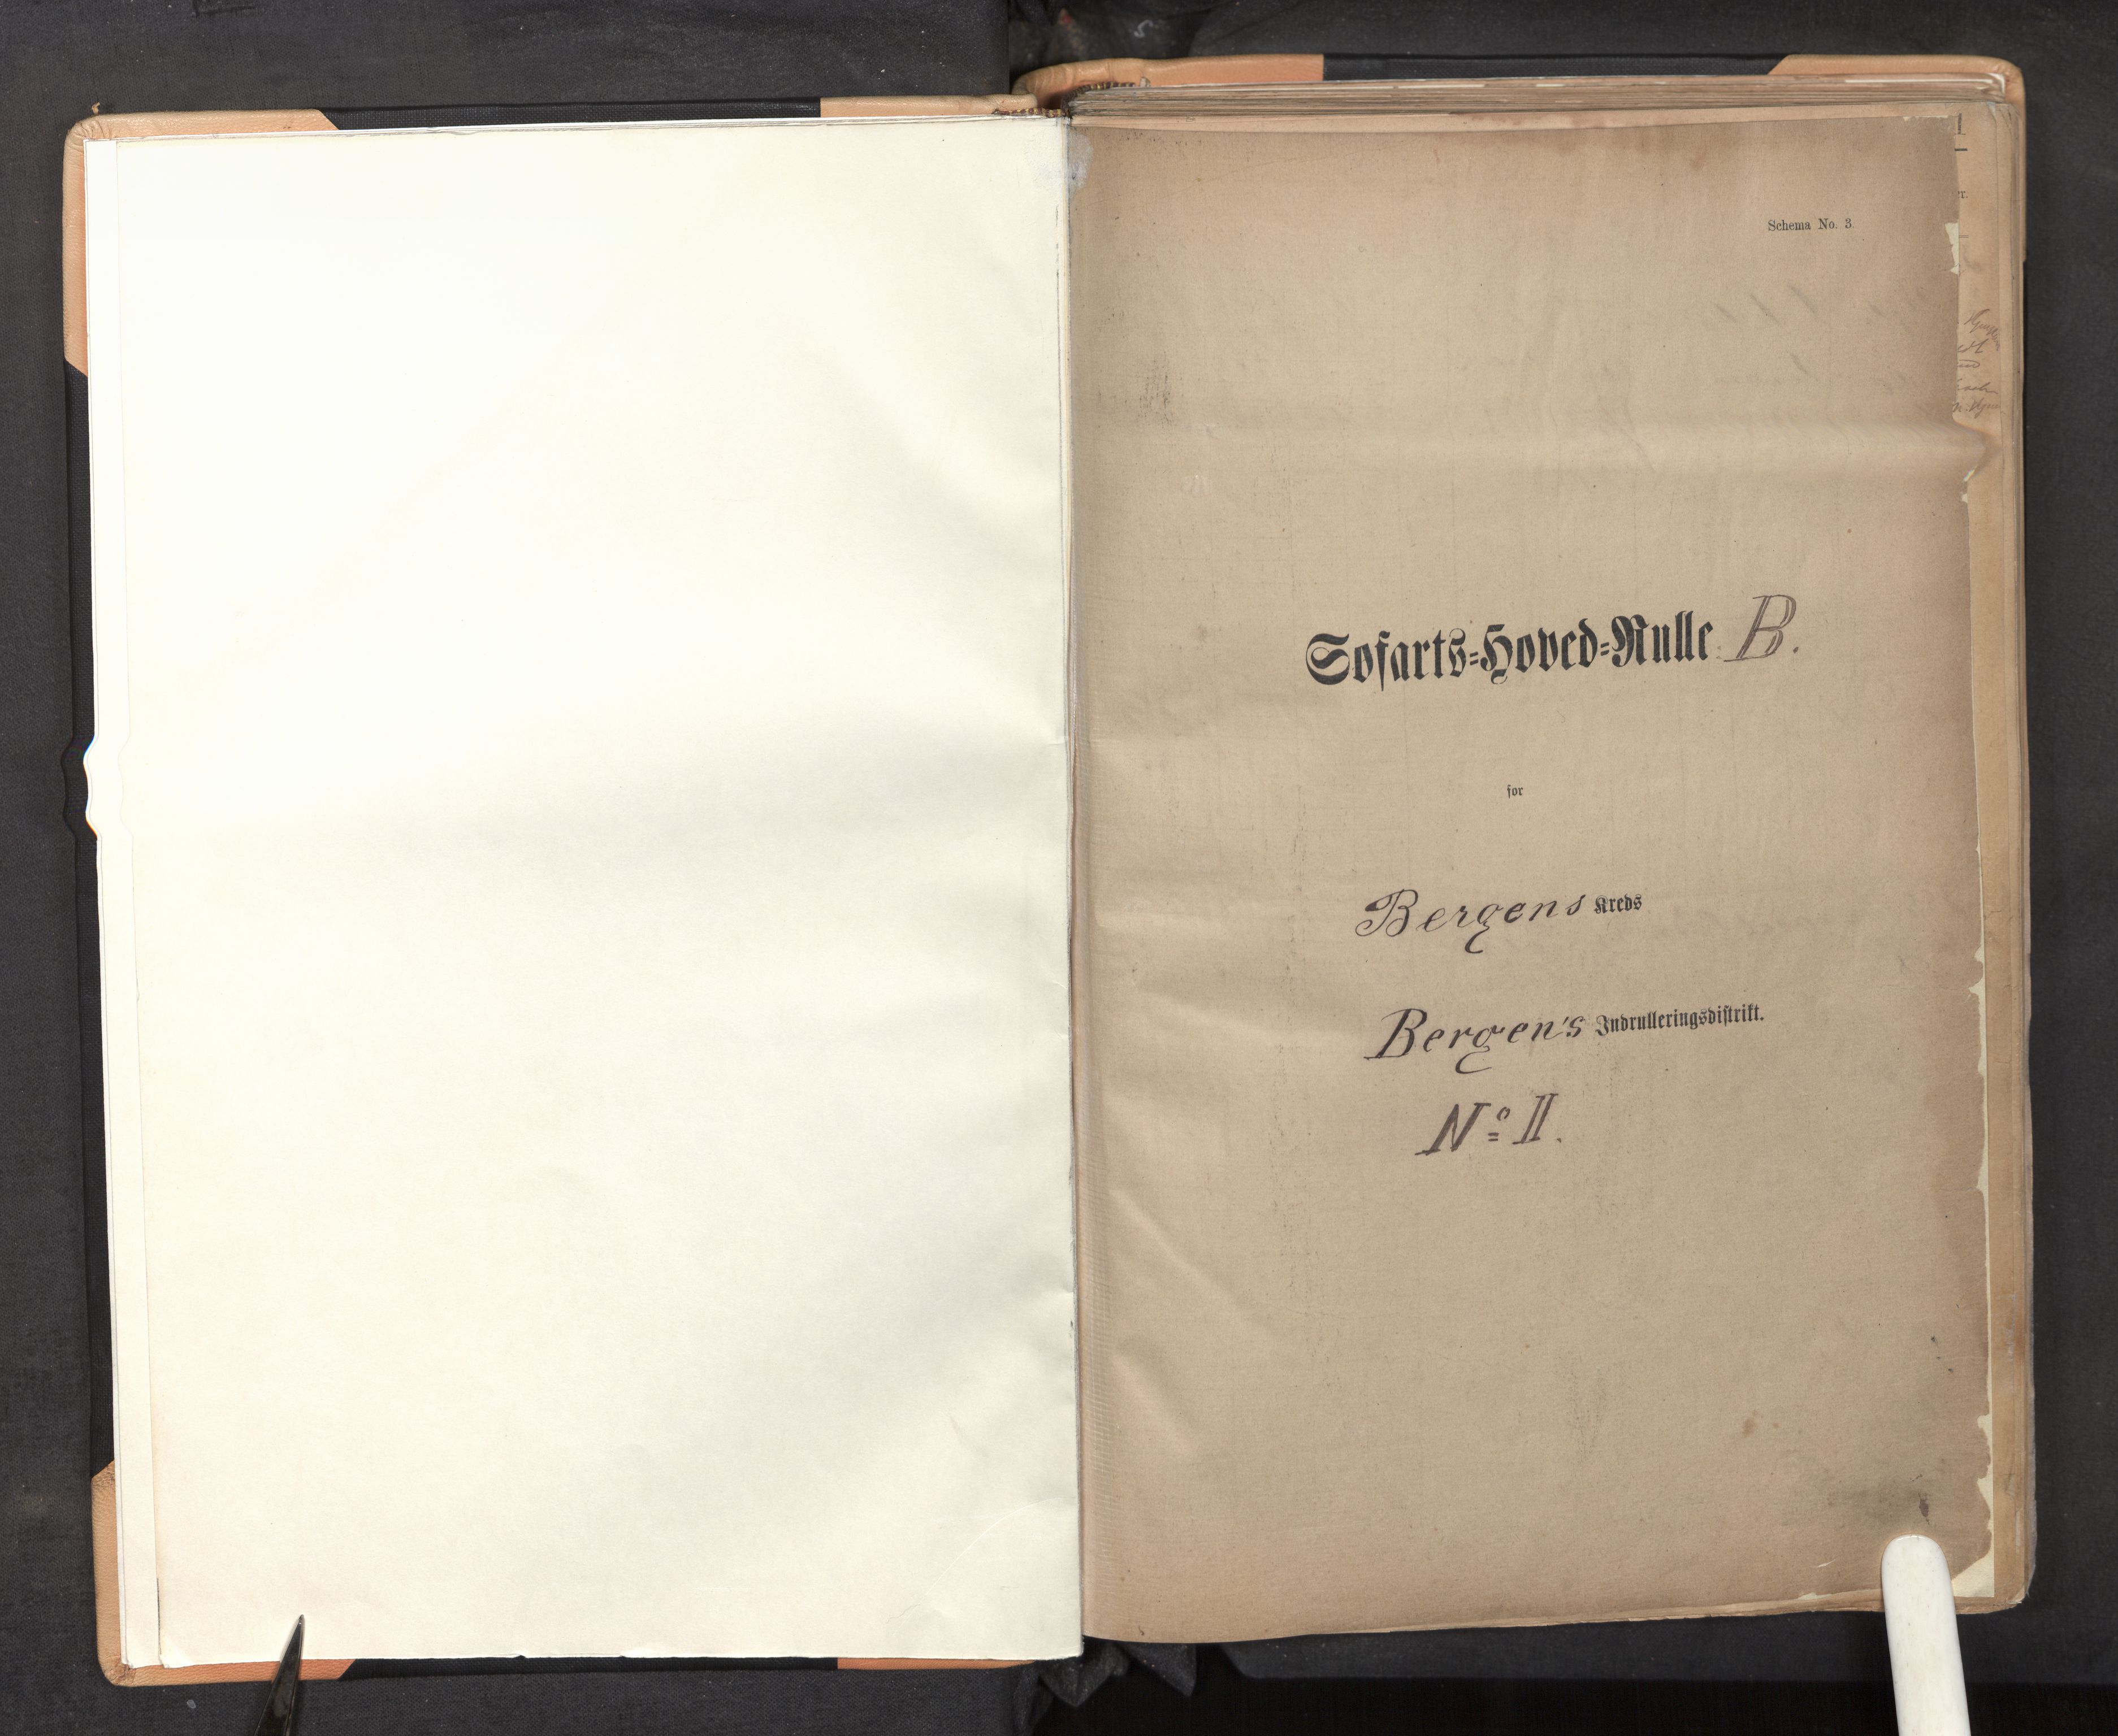 Schema No. 3.
Søfarts-Hoved-Rulle B.
for
Bergens Kreds
Bergen's Indrulleringsdistrikt.
No II.